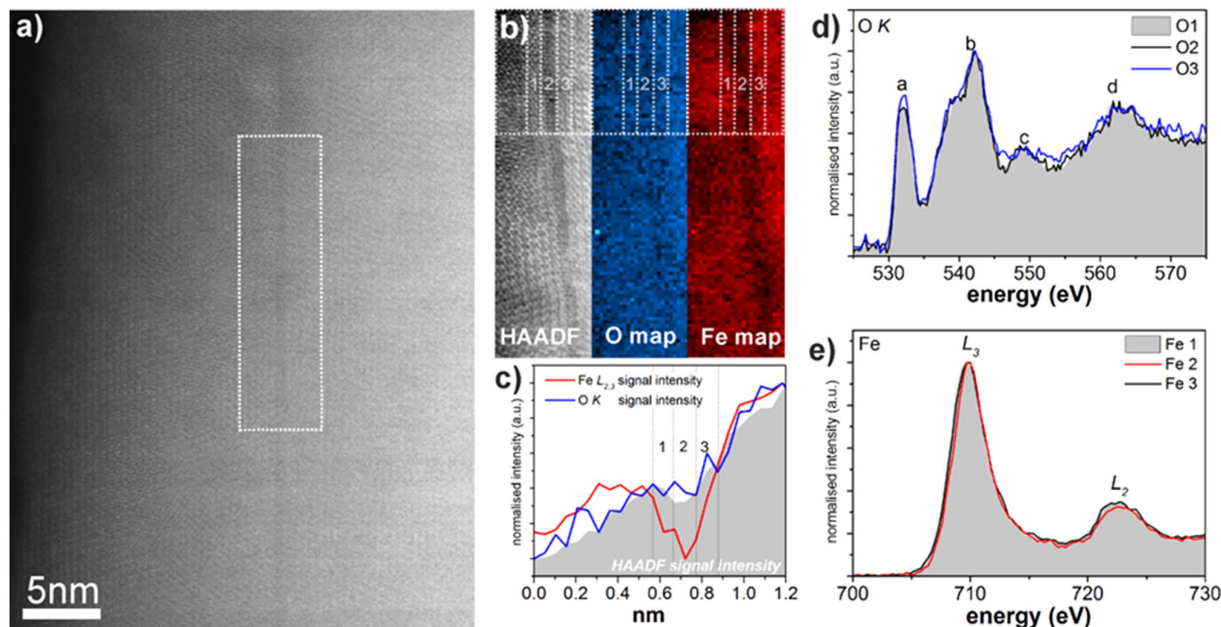 a)
5nm
b)
1 2 3
1 2 3
1 2 3
HAADF
O map
Fe map
c)
normalised intensity (a.u.)
Fe L2,3 signal intensity
O K signal intensity
1 2 3
HAADF signal intensity
0.0 0.2 0.4 0.6 0.8 1.0 1.2
nm
d)
O K
normalised intensity (a.u.)
a
b
c
d
O1
O2
O3
530 540 550 560 570
energy (eV)
e)
Fe
normalised intensity (a.u.)
L3
L2
Fe 1
Fe 2
Fe 3
700 710 720 730
energy (eV)